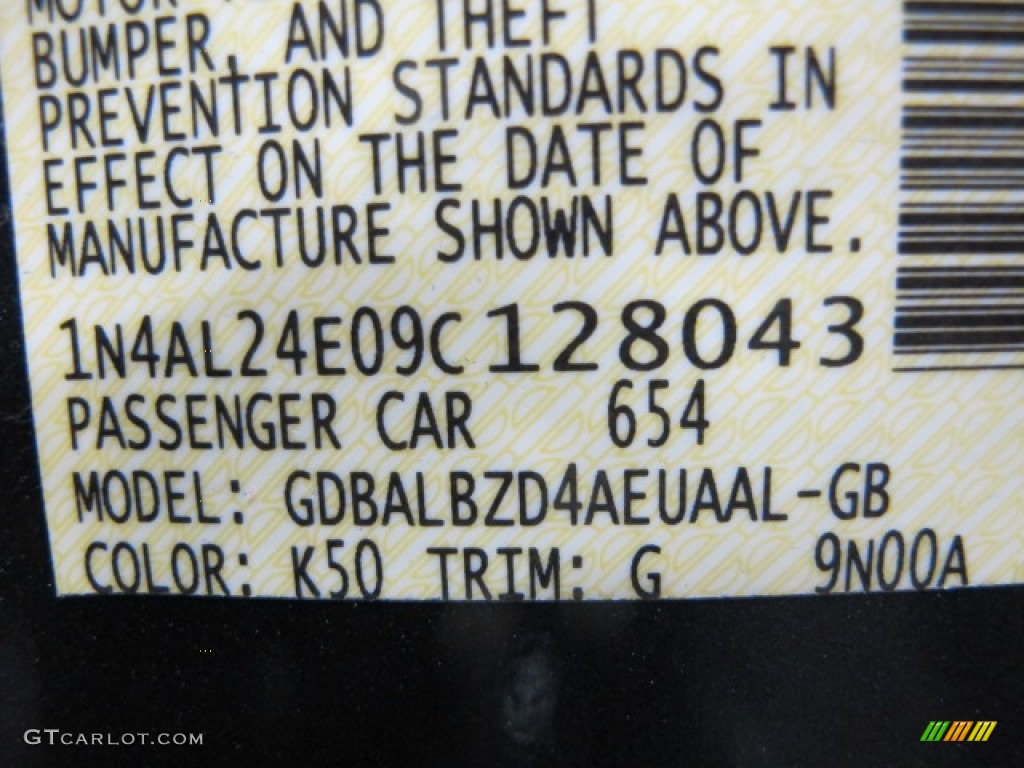 MOTOR
BUMPER, AND THEFT
PREVENTION STANDARDS IN
EFFECT ON THE DATE OF
MANUFACTURE SHOWN ABOVE.
1N4AL24E09C128043
PASSENGER CAR 654
MODEL: GDBALBZD4AEUAAL-GB
COLOR: K50 TRIM: G 9N00A
GTCARLOT.COM